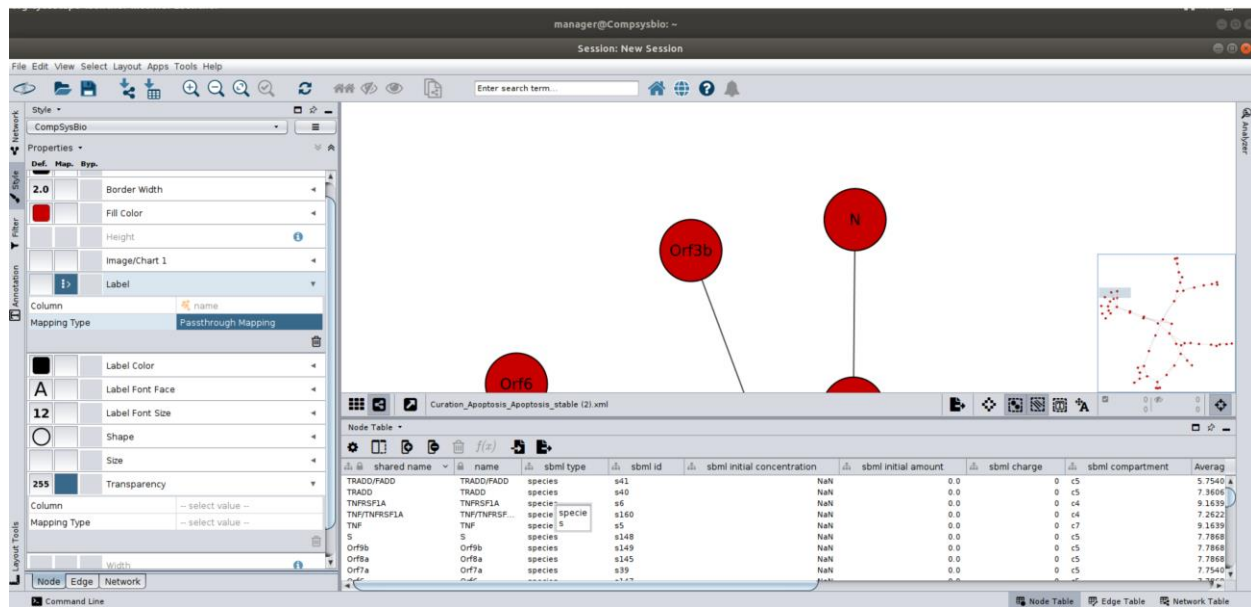 manager@Compsysbio: ~
Session: New Session
File Edit View Select Layout Apps Tools Help
Enter search term...
Style
CompSysBio
Properties
Def. Map. Byp.
2.0 Border Width
Fill Color
Height
Image/Chart 1
Label
Column name
Mapping Type Passthrough Mapping
Label Color
A Label Font Face
12 Label Font Size
Shape
Size
255 Transparency
Column -- select value --
Mapping Type -- select value --
Width
Node Edge Network
Command Line
Network
Style
Filter
Annotation
Layout Tools
N
Orf3b
Orf6
Analyzer
Curation_Apoptosis_Apoptosis_stable (2).xml
Node Table
f(x)
shared name name sbml type sbml id sbml initial concentration sbml initial amount sbml charge sbml compartment Averag
TRADD/FADD TRADD/FADD species s41 NaN 0.0 0 c5 5.7540
TRADD TRADD species s40 NaN 0.0 0 c5 7.3606
TNFRSF1A TNFRSF1A species s6 NaN 0.0 0 c4 9.1639
TNF/TNFRSF1A TNF/TNFRSF... specie s160 NaN 0.0 0 c4 7.2622
TNF TNF specie s5 NaN 0.0 0 c7 9.1639
specie
s
S S species s148 NaN 0.0 0 c5 7.7868
Orf9b Orf9b species s149 NaN 0.0 0 c5 7.7868
Orf8a Orf8a species s145 NaN 0.0 0 c5 7.7868
Orf7a Orf7a species s39 NaN 0.0 0 c5 7.7540
Node Table Edge Table Network Table